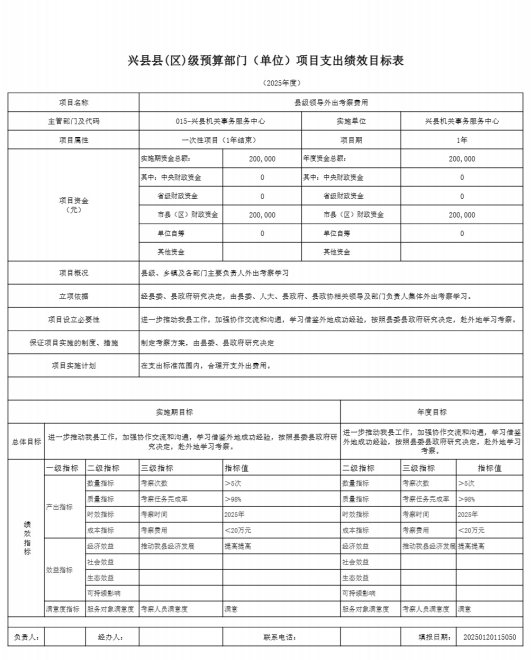 兴县县(区)级预算部门（单位）项目支出绩效目标表
（2025年度）
项目名称 县级领导外出考察费用
主管部门及代码 015-兴县机关事务服务中心 实施单位 兴县机关事务服务中心
项目属性 一次性项目（1年结束） 项目期 1年
项目资金（元） 实施期资金总额： 200,000 年度资金总额： 200,000
其中：中央财政资金 0 其中：中央财政资金 0
省级财政资金 0 省级财政资金 0
市县（区）财政资金 200,000 市县（区）财政资金 200,000
单位自筹 0 单位自筹 0
其他资金 其他资金
项目概况 县级、乡镇及各部门主要负责人外出考察学习
立项依据 经县委、县政府研究决定，由县委、人大、县政府、县政协相关领导及部门负责人集体外出考察学习。
项目设立必要性 进一步推动我县工作，加强协作交流和沟通，学习借鉴外地成功经验，按照县委县政府研究决定，赴外地学习考察。
保证项目实施的制度、措施 制定考察方案，由县委、县政府研究决定
项目实施计划 在支出标准范围内，合理开支外出费用。
实施期目标 年度目标
总体目标 进一步推动我县工作，加强协作交流和沟通，学习借鉴外地成功经验，按照县委县政府研究决定，赴外地学习考察。 进一步推动我县工作，加强协作交流和沟通，学习借鉴外地成功经验，按照县委县政府研究决定，赴外地学习考察。
绩效指标 一级指标 二级指标 三级指标 指标值 二级指标 三级指标 指标值
产出指标 数量指标 考察次数 ＞5次 数量指标 考察次数 ＞5次
质量指标 考察任务完成率 ＞98% 质量指标 考察任务完成率 ＞98%
时效指标 考察时间 2025年 时效指标 考察时间 2025年
成本指标 考察费用 ＜20万元 成本指标 考察费用 ＜20万元
效益指标 经济效益 推动我县经济发展 提高提高 经济效益 推动我县经济发展 提高提高
社会效益 社会效益
生态效益 生态效益
可持续影响 可持续影响
满意度指标 服务对象满意度 考察人员满意度 满意 服务对象满意度 考察人员满意度 满意
负责人： 经办人： 联系电话： 填报日期： 20250120115050